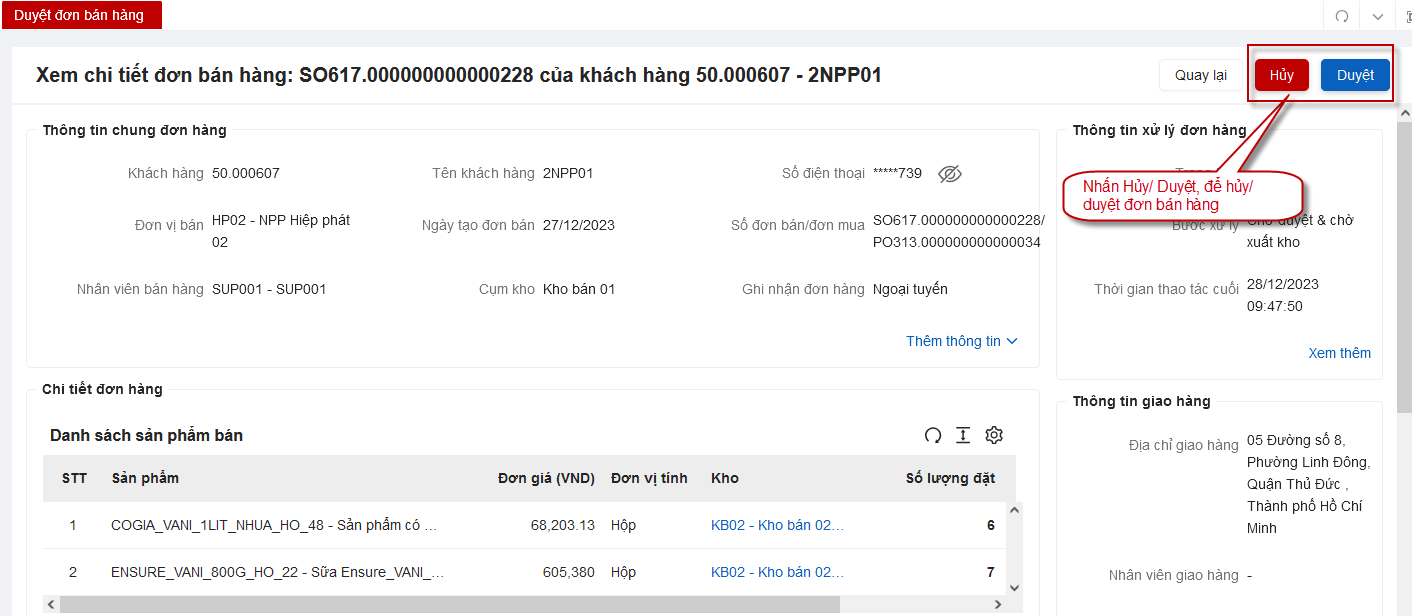 Duyệt đơn bán hàng
Xem chi tiết đơn bán hàng: SO617.000000000000228 của khách hàng 50.000607 - 2NPP01
Quay lại
Hủy
Duyệt
Thông tin chung đơn hàng
Khách hàng 50.000607
Tên khách hàng 2NPP01
Số điện thoại *****739
Đơn vị bán HP02 - NPP Hiệp phát
02
Ngày tạo đơn bán 27/12/2023
Số đơn bán/đơn mua SO617.000000000000228/
PO313.000000000000034
Nhân viên bán hàng SUP001 - SUP001
Cụm kho Kho bán 01
Ghi nhận đơn hàng Ngoại tuyến
Thêm thông tin
Thông tin xử lý đơn hàng
Nhấn Hủy/ Duyệt, để hủy/
duyệt đơn bán hàng
Bước xử lý Chờ duyệt & chờ
xuất kho
Thời gian thao tác cuối 28/12/2023
09:47:50
Xem thêm
Chi tiết đơn hàng
Danh sách sản phẩm bán
STT Sản phẩm Đơn giá (VND) Đơn vị tính Kho Số lượng đặt
1 COGIA_VANI_1LIT_NHUA_HO_48 - Sản phẩm có ... 68,203.13 Hộp KB02 - Kho bán 02... 6
2 ENSURE_VANI_800G_HO_22 - Sữa Ensure_VANI_... 605,380 Hộp KB02 - Kho bán 02... 7
Thông tin giao hàng
Địa chỉ giao hàng 05 Đường số 8,
Phường Linh Đông,
Quận Thủ Đức ,
Thành phố Hồ Chí
Minh
Nhân viên giao hàng -